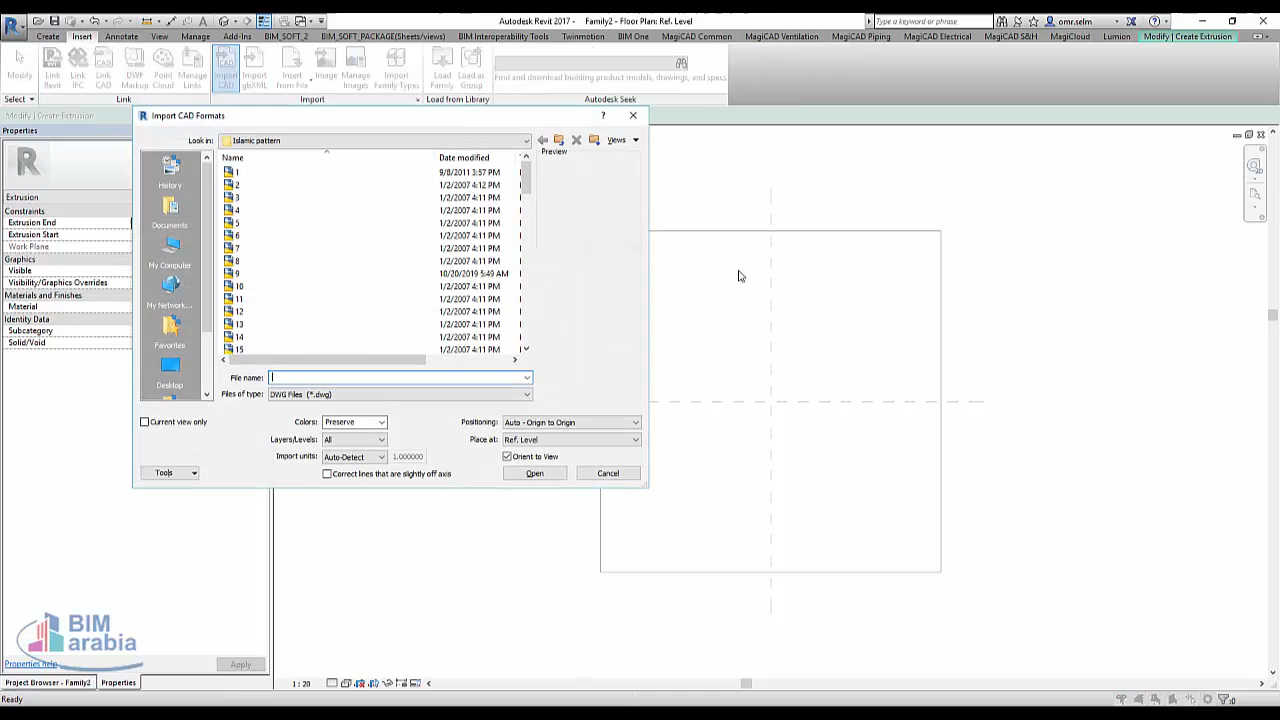 Autodesk Revit 2017 - Family2 - Floor Plan: Ref. Level
Type a keyword or phrase
omr.selm
Create Insert Annotate View Manage Add-Ins BIM_SOFT_2 BIM_SOFT_PACKAGE(Sheets/views) BIM Interoperability Tools Twinmotion BIM One MagiCAD Common MagiCAD Ventilation MagiCAD Piping MagiCAD Electrical MagiCAD S&H MagiCloud Lumion Modify | Create Extrusion
Modify
Link Revit
Link IFC
Link CAD
DWF Markup
Point Cloud
Manage Links
Import CAD
Import gbXML
Insert from File
Image
Manage Images
Import Family Types
Load Family
Load as Group
Find and download building product models, drawings, and specs
Select Link Import Load from Library Autodesk Seek
Modify | Create Extrusion
Properties
R
Extrusion
Constraints
Extrusion End
Extrusion Start
Work Plane
Graphics
Visible
Visibility/Graphics Overrides
Materials and Finishes
Material
Identity Data
Subcategory
Solid/Void
Import CAD Formats
Look in: Islamic pattern Views
Name Date modified Preview
1 9/8/2011 3:57 PM
2 1/2/2007 4:12 PM
3 1/2/2007 4:11 PM
4 1/2/2007 4:11 PM
5 1/2/2007 4:11 PM
6 1/2/2007 4:11 PM
7 1/2/2007 4:11 PM
8 1/2/2007 4:11 PM
9 10/20/2019 5:49 AM
10 1/2/2007 4:11 PM
11 1/2/2007 4:11 PM
12 1/2/2007 4:11 PM
13 1/2/2007 4:11 PM
14 1/2/2007 4:11 PM
15 1/2/2007 4:11 PM
History
Documents
My Computer
My Network...
Favorites
Desktop
File name:
Files of type: DWG Files (*.dwg)
Current view only
Colors: Preserve
Positioning: Auto - Origin to Origin
Layers/Levels: All
Place at: Ref. Level
Import units: Auto-Detect 1.000000
Orient to View
Correct lines that are slightly off axis
Tools
Open Cancel
BIM
arabia
Properties help
Apply
Project Browser - Family2 Properties
1 : 20
Ready
:0